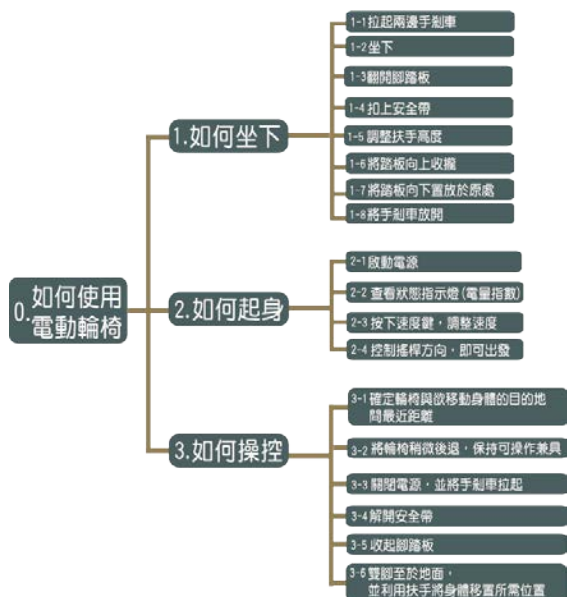 0.如何使用
電動輪椅
1.如何坐下
1-1拉起兩邊手剎車
1-2坐下
1-3翻開腳踏板
1-4扣上安全帶
1-5調整扶手高度
1-6將踏板向上收攏
1-7將踏板向下置放於原處
1-8將手剎車放開
2.如何起身
2-1啟動電源
2-2 查看狀態指示燈(電量指數)
2-3 按下速度鍵，調整速度
2-4 控制搖桿方向，即可出發
3.如何操控
3-1確定輪椅與欲移動身體的目的地
間最近距離
3-2 將輪椅稍微後退，保持可操作兼具
3-3 關閉電源，並將手剎車拉起
3-4解開安全帶
3-5 收起腳踏板
3-6 雙腳至於地面，
並利用扶手將身體移置所需位置